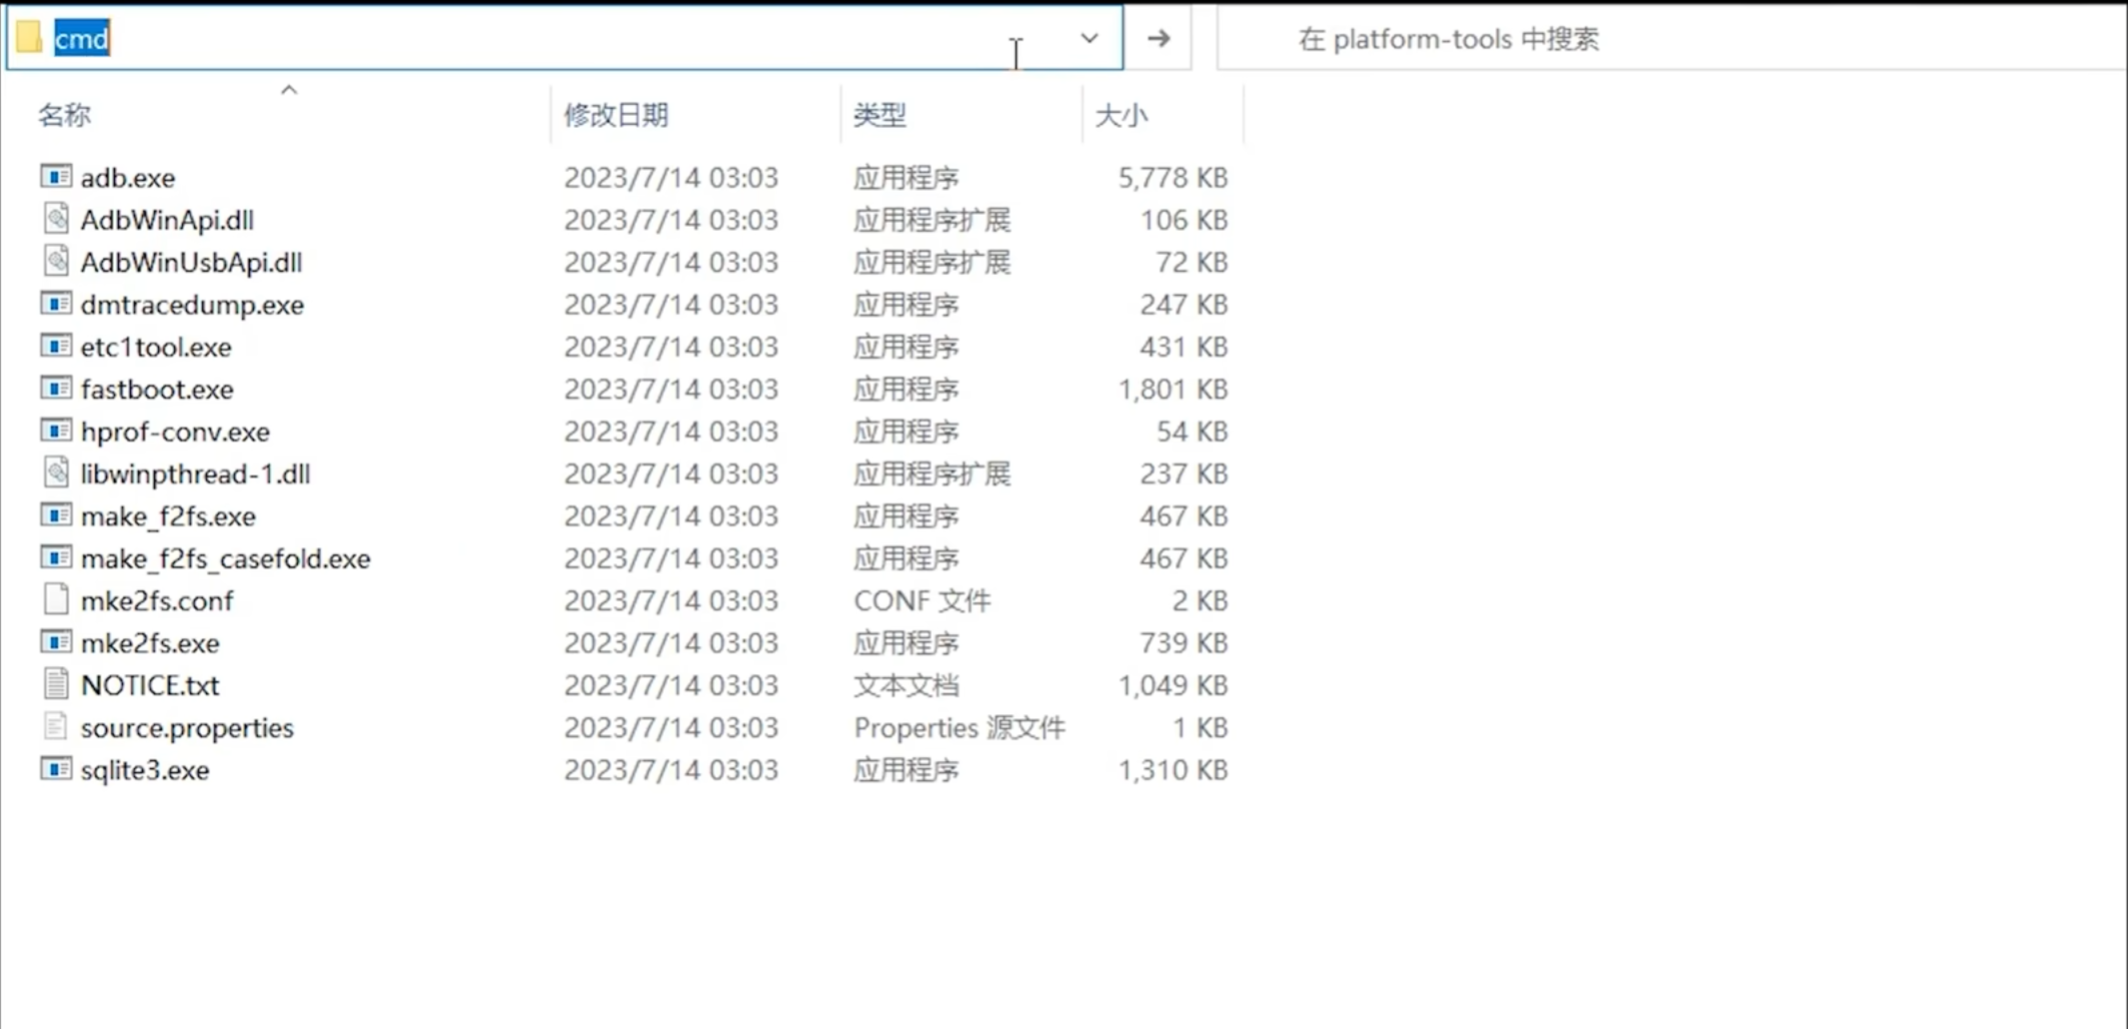 cmd
在 platform-tools 中搜索
名称 修改日期 类型 大小
adb.exe 2023/7/14 03:03 应用程序 5,778 KB
AdbWinApi.dll 2023/7/14 03:03 应用程序扩展 106 KB
AdbWinUsbApi.dll 2023/7/14 03:03 应用程序扩展 72 KB
dmtracedump.exe 2023/7/14 03:03 应用程序 247 KB
etc1tool.exe 2023/7/14 03:03 应用程序 431 KB
fastboot.exe 2023/7/14 03:03 应用程序 1,801 KB
hprof-conv.exe 2023/7/14 03:03 应用程序 54 KB
libwinpthread-1.dll 2023/7/14 03:03 应用程序扩展 237 KB
make_f2fs.exe 2023/7/14 03:03 应用程序 467 KB
make_f2fs_casefold.exe 2023/7/14 03:03 应用程序 467 KB
mke2fs.conf 2023/7/14 03:03 CONF 文件 2 KB
mke2fs.exe 2023/7/14 03:03 应用程序 739 KB
NOTICE.txt 2023/7/14 03:03 文本文档 1,049 KB
source.properties 2023/7/14 03:03 Properties 源文件 1 KB
sqlite3.exe 2023/7/14 03:03 应用程序 1,310 KB